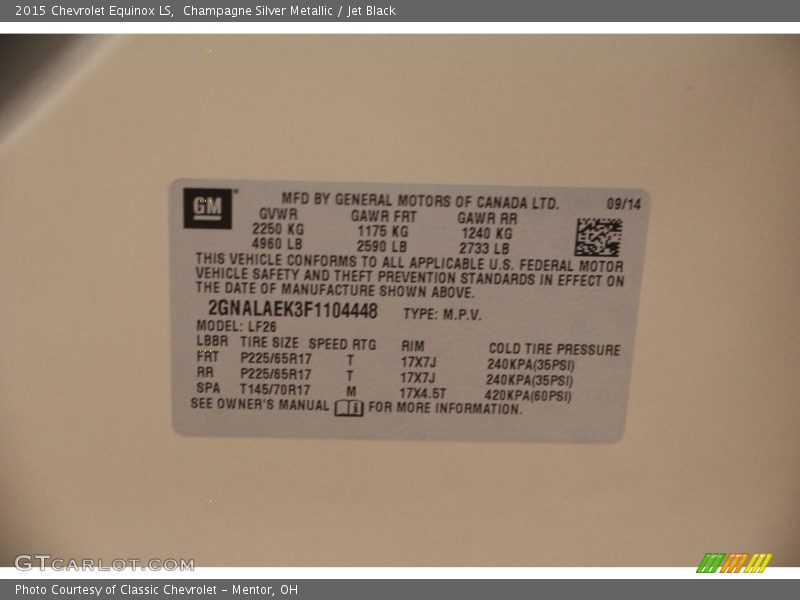 2015 Chevrolet Equinox LS,  Champagne Silver Metallic / Jet Black
GM
MFD BY GENERAL MOTORS OF CANADA LTD. 09/14
GVWR GAWR FRT GAWR RR
2250 KG 1175 KG 1240 KG
4960 LB 2590 LB 2733 LB
THIS VEHICLE CONFORMS TO ALL APPLICABLE U.S. FEDERAL MOTOR
VEHICLE SAFETY AND THEFT PREVENTION STANDARDS IN EFFECT ON
THE DATE OF MANUFACTURE SHOWN ABOVE.
2GNALAEK3F1104448 TYPE: M.P.V.
MODEL: LF26
LBBR TIRE SIZE SPEED RTG RIM COLD TIRE PRESSURE
FRT P225/65R17 T 17X7J 240KPA(35PSI)
RR P225/65R17 T 17X7J 240KPA(35PSI)
SPA T145/70R17 M 17X4.5T 420KPA(60PSI)
SEE OWNER'S MANUAL i FOR MORE INFORMATION.
GTCARLOT.COM
Photo Courtesy of Classic Chevrolet - Mentor, OH